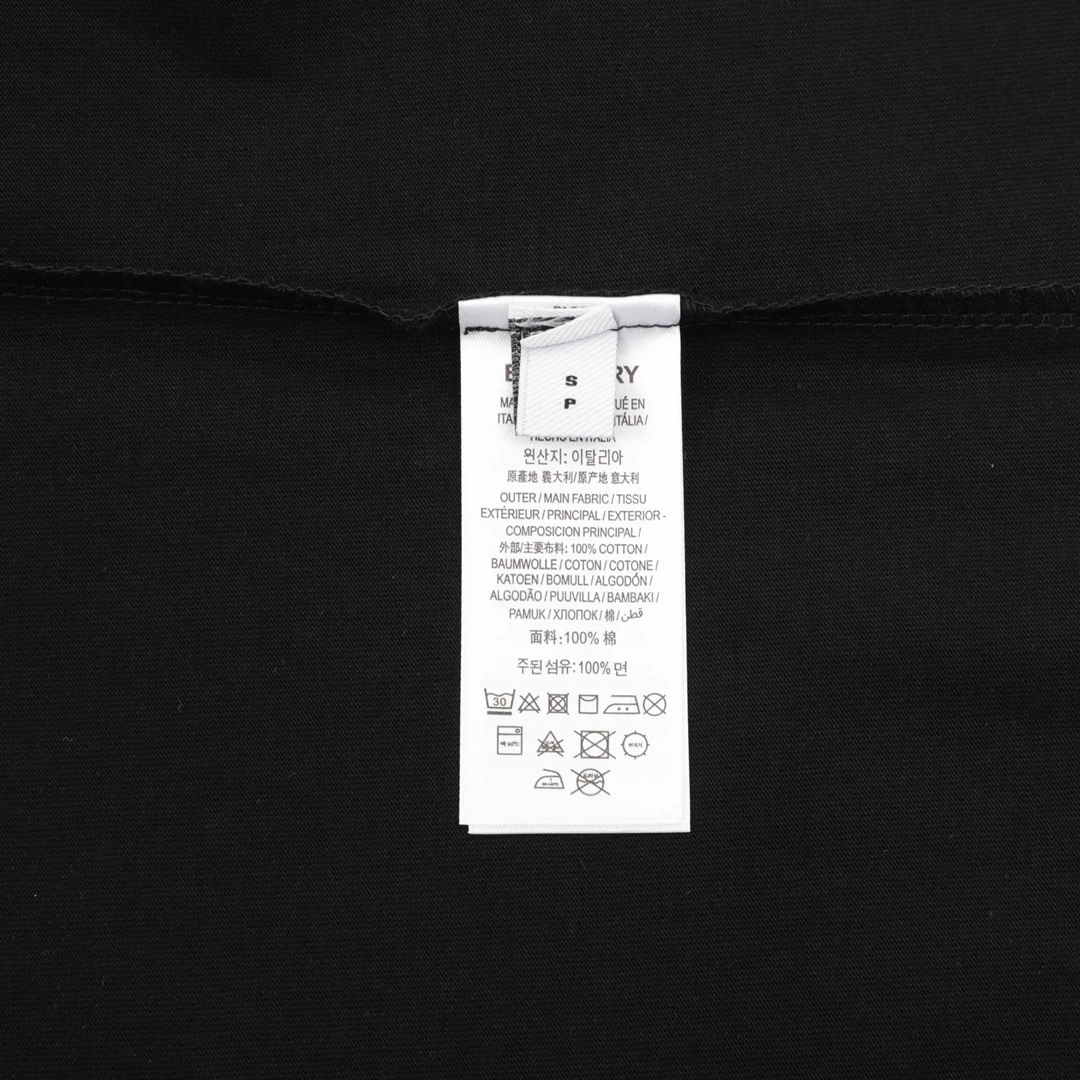 S
P
RY
UÉ EN
TÁLIA/
HECHO EN ITALIA
원산지: 이탈리아
原產地 義大利/原产地 意大利
OUTER / MAIN FABRIC / TISSU
EXTÉRIEUR / PRINCIPAL / EXTERIOR -
COMPOSICION PRINCIPAL /
外部/主要布料: 100% COTTON /
BAUMWOLLE / COTON / COTONE /
KATOEN / BOMULL / ALGODÓN /
ALGODÃO / PUUVILLA / BAMBAKI /
PAMUK / ХЛОПОК / 棉 / قطن
面料: 100% 棉
주된 섬유: 100% 면
30